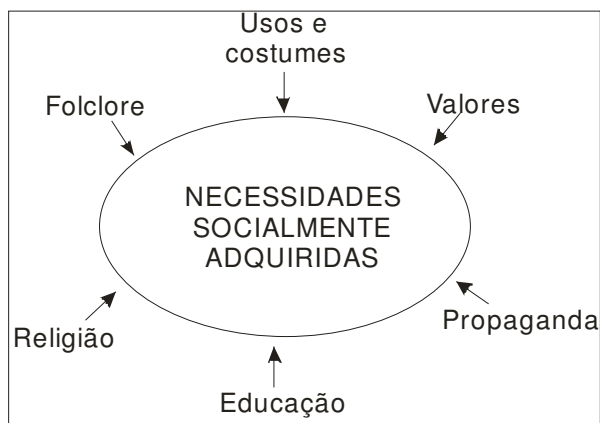 Usos e
costumes
Folclore
Valores
NECESSIDADES
SOCIALMENTE
ADQUIRIDAS
Religião
Propaganda
Educação